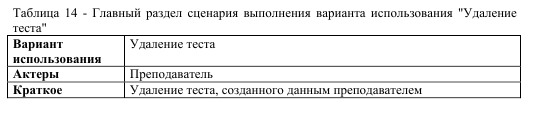 Таблица 14 - Главный раздел сценария выполнения варианта использования "Удаление
теста"
Вариант использования Удаление теста
Актеры Преподаватель
Краткое Удаление теста, созданного данным преподавателем